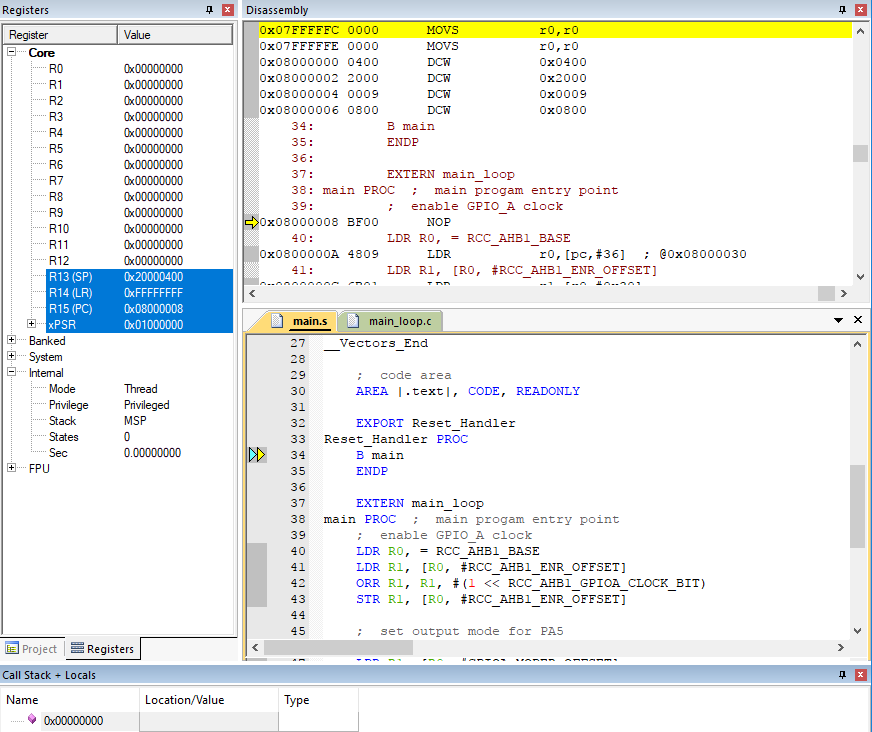 Registers
Register Value
Core
R0 0x00000000
R1 0x00000000
R2 0x00000000
R3 0x00000000
R4 0x00000000
R5 0x00000000
R6 0x00000000
R7 0x00000000
R8 0x00000000
R9 0x00000000
R10 0x00000000
R11 0x00000000
R12 0x00000000
R13 (SP) 0x20000400
R14 (LR) 0xFFFFFFFF
R15 (PC) 0x08000008
xPSR 0x01000000
Banked
System
Internal
Mode Thread
Privilege Privileged
Stack MSP
States 0
Sec 0.00000000
FPU
Project Registers
Disassembly
0x07FFFFFC 0000 MOVS r0,r0
0x07FFFFFE 0000 MOVS r0,r0
0x08000000 0400 DCW 0x0400
0x08000002 2000 DCW 0x2000
0x08000004 0009 DCW 0x0009
0x08000006 0800 DCW 0x0800
34: B main
35: ENDP
36:
37: EXTERN main_loop
38: main PROC ; main progam entry point
39: ; enable GPIO_A clock
0x08000008 BF00 NOP
40: LDR R0, = RCC_AHB1_BASE
0x0800000A 4809 LDR r0,[pc,#36] ; @0x08000030
41: LDR R1, [R0, #RCC_AHB1_ENR_OFFSET]
main.s main_loop.c
27 __Vectors_End
28
29 ; code area
30 AREA |.text|, CODE, READONLY
31
32 EXPORT Reset_Handler
33 Reset_Handler PROC
34 B main
35 ENDP
36
37 EXTERN main_loop
38 main PROC ; main progam entry point
39 ; enable GPIO_A clock
40 LDR R0, = RCC_AHB1_BASE
41 LDR R1, [R0, #RCC_AHB1_ENR_OFFSET]
42 ORR R1, R1, #(1 << RCC_AHB1_GPIOA_CLOCK_BIT)
43 STR R1, [R0, #RCC_AHB1_ENR_OFFSET]
44
45 ; set output mode for PA5
Call Stack + Locals
Name Location/Value Type
0x00000000